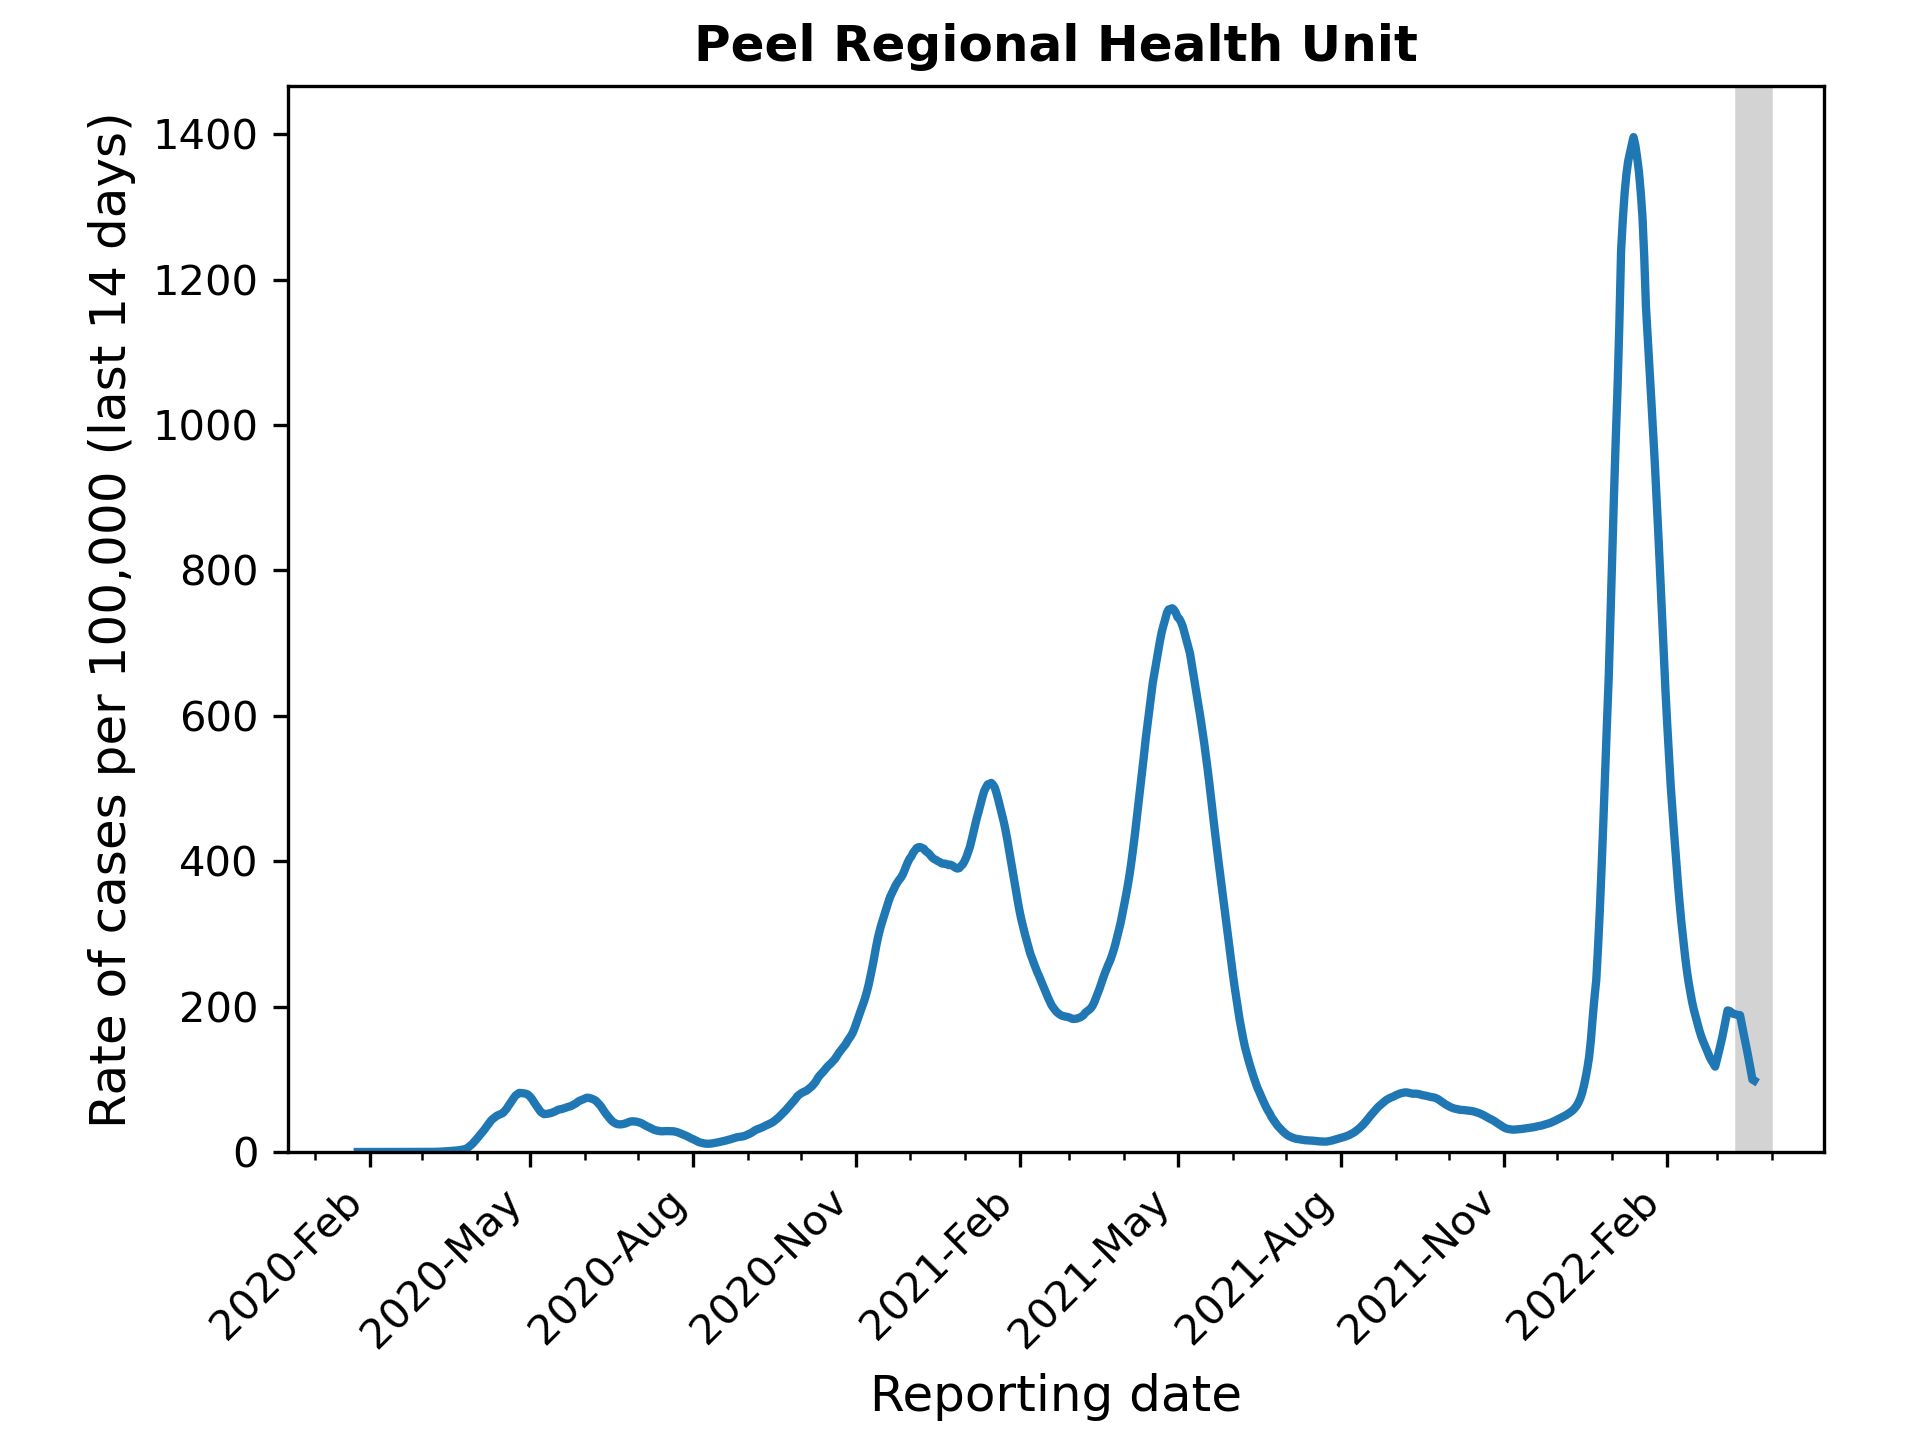 Peel Regional Health Unit
Rate of cases per 100,000 (last 14 days)
1400
1200
1000
800
600
400
200
0
2020-Feb
2020-May
2020-Aug
2020-Nov
2021-Feb
2021-May
2021-Aug
2021-Nov
2022-Feb
Reporting date